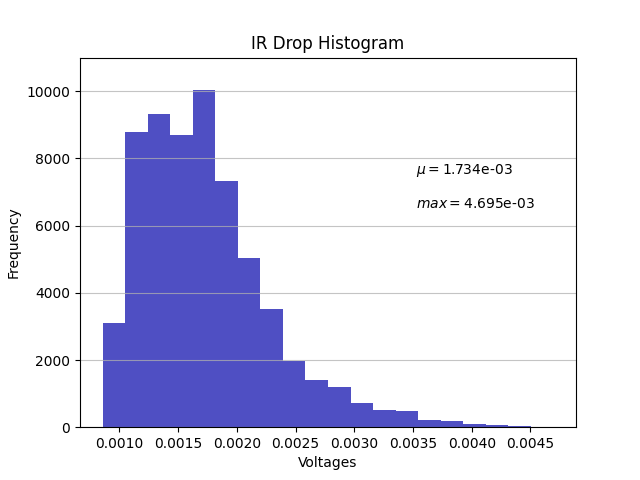 IR Drop Histogram
10000
8000
6000
4000
2000
0
Frequency
μ = 1.734e-03
max = 4.695e-03
0.0010 0.0015 0.0020 0.0025 0.0030 0.0035 0.0040 0.0045
Voltages